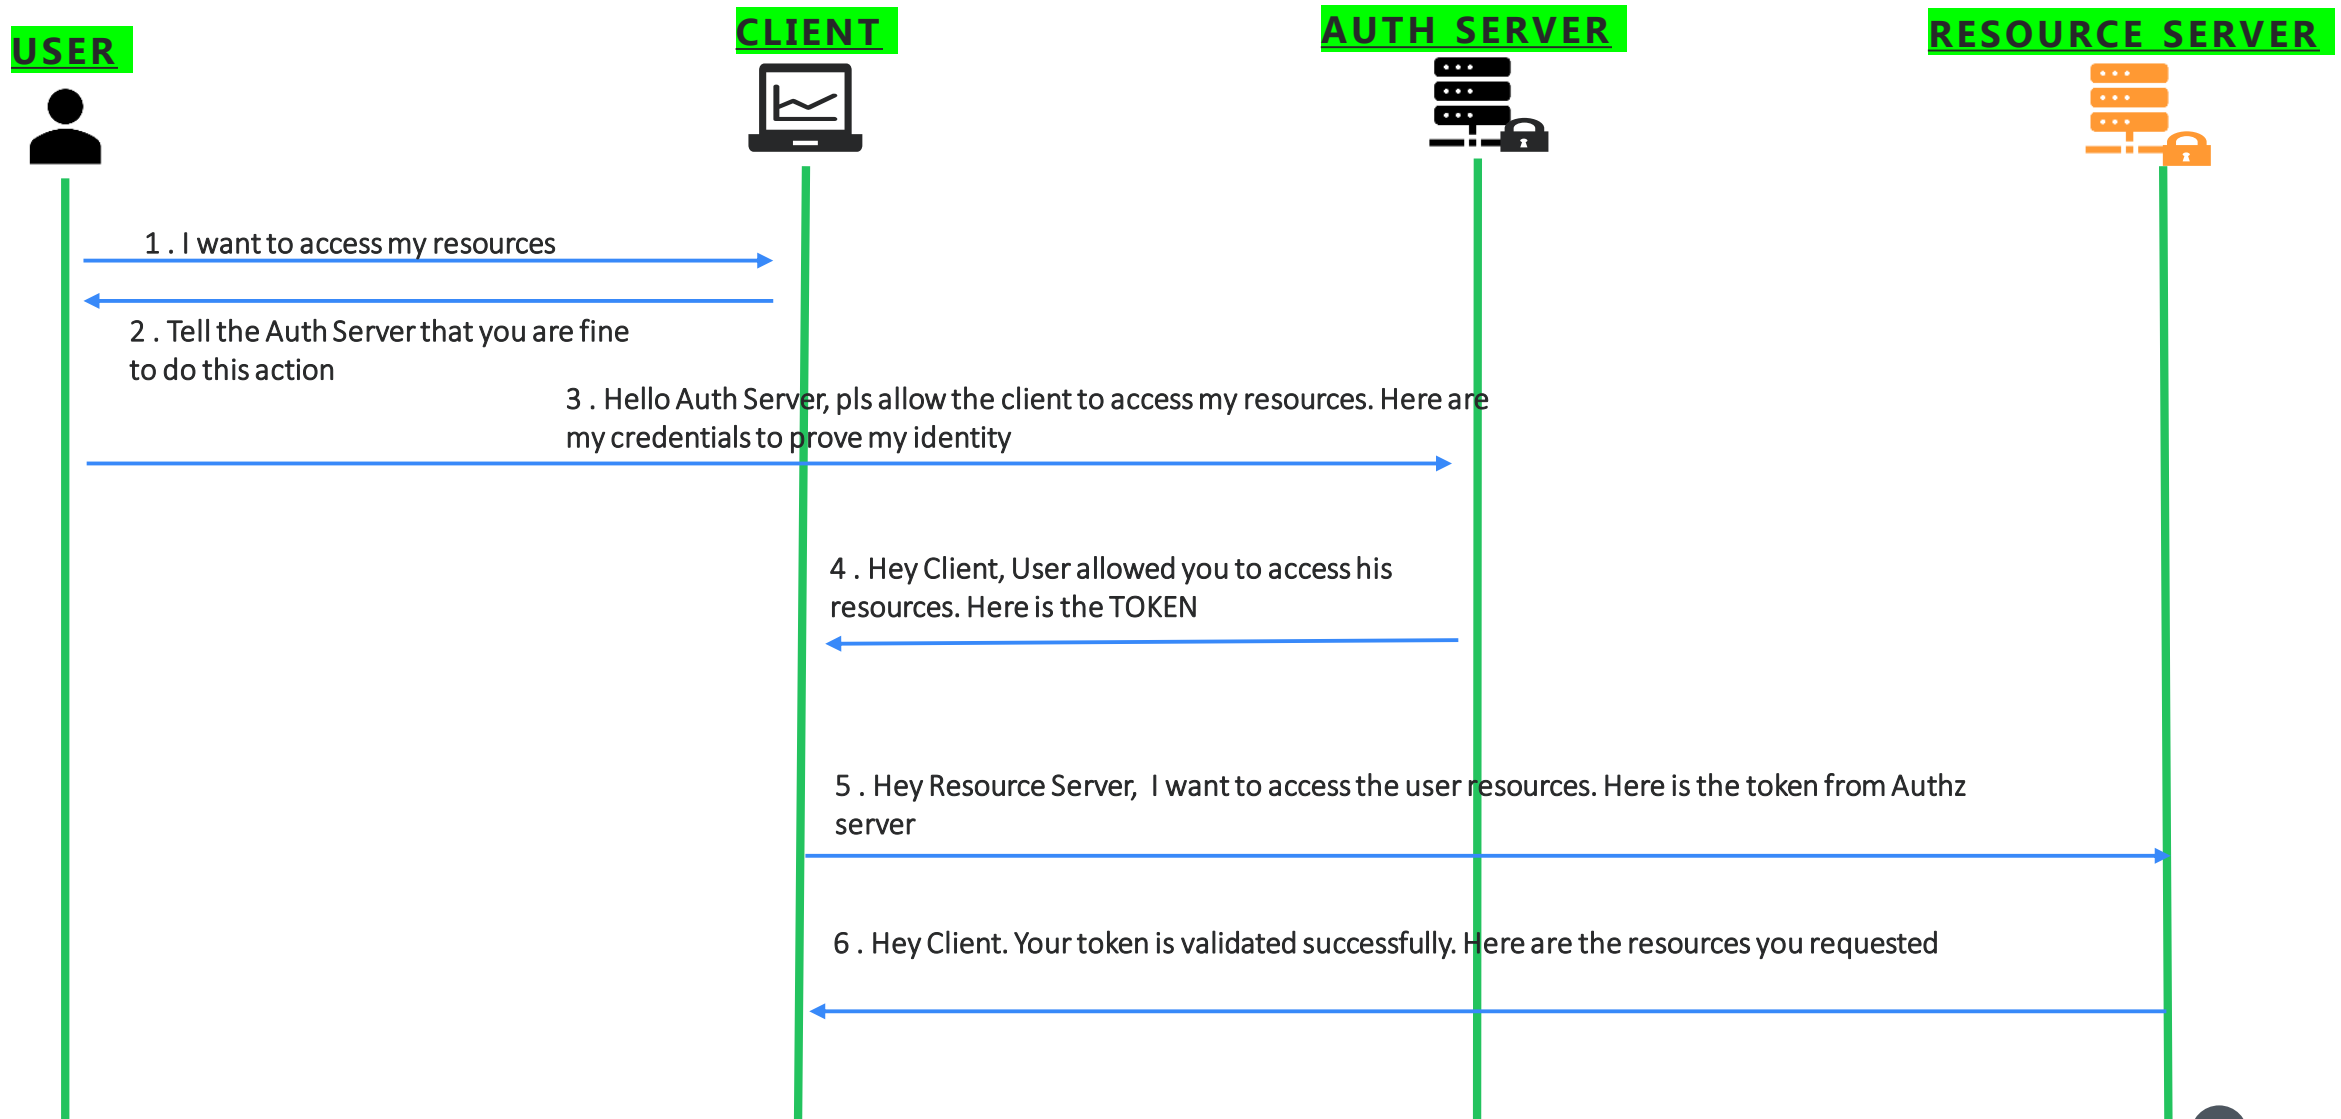 USER
CLIENT
AUTH SERVER
RESOURCE SERVER
1 . I want to access my resources
2 . Tell the Auth Server that you are fine
to do this action
3 . Hello Auth Server, pls allow the client to access my resources. Here are
my credentials to prove my identity
4 . Hey Client, User allowed you to access his
resources. Here is the TOKEN
5 . Hey Resource Server,  I want to access the user resources. Here is the token from Authz
server
6 . Hey Client. Your token is validated successfully. Here are the resources you requested